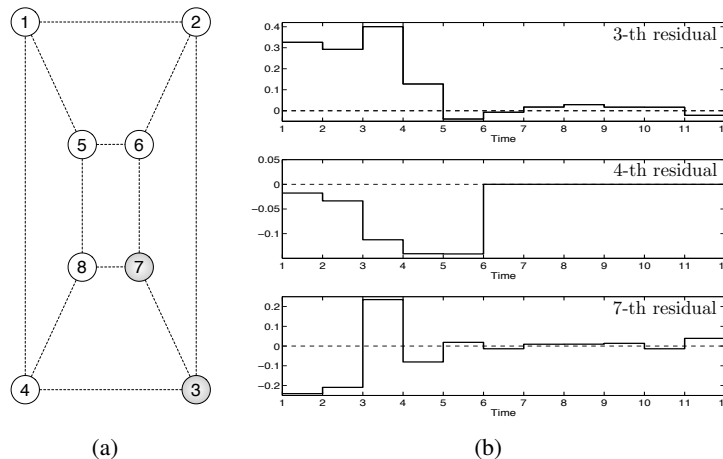 1 2
5 6
8 7
4 3
(a)
3-th residual
0.4
0.3
0.2
0.1
0
1 2 3 4 5 6 7 8 9 10 11 1
Time
4-th residual
0.05
0
−0.05
−0.1
1 2 3 4 5 6 7 8 9 10 11 1
Time
7-th residual
0.2
0.1
0
−0.1
−0.2
1 2 3 4 5 6 7 8 9 10 11 1
Time
(b)